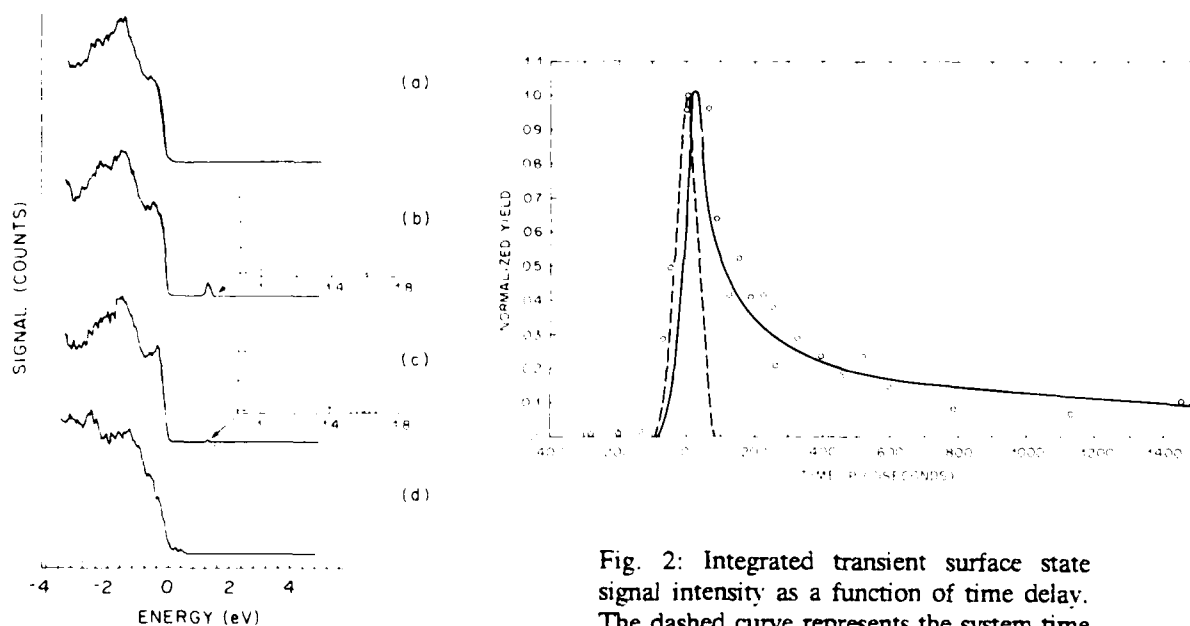 SIGNAL (COUNTS)
(a)
(b)
1.4
1.8
(c)
1.4
1.8
(d)
-4
-2
0
2
4
ENERGY (eV)
1.1
1.0
0.9
0.8
0.7
0.6
0.5
0.4
0.3
0.2
0.1
NORMALIZED YIELD
0
200
400
600
800
1000
1200
1400
Fig. 2: Integrated transient surface state
signal intensity as a function of time delay.
The dashed curve represents the system time